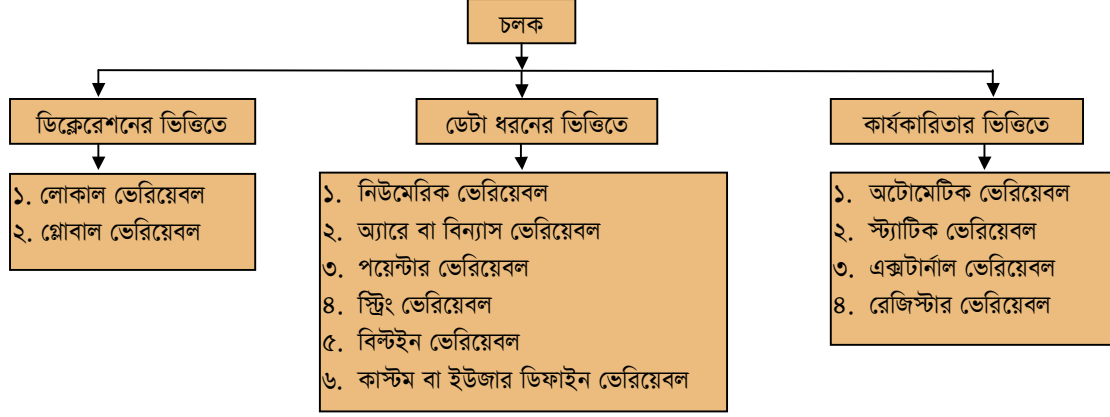 চলক
ডিক্লেরেশনের ভিত্তিতে
১. লোকাল ভেরিয়েবল
২. গ্লোবাল ভেরিয়েবল
ডেটা ধরনের ভিত্তিতে
১. নিউমেরিক ভেরিয়েবল
২. অ্যারে বা বিন্যাস ভেরিয়েবল
৩. পয়েন্টার ভেরিয়েবল
৪. স্ট্রিং ভেরিয়েবল
৫. বিল্টইন ভেরিয়েবল
৬. কাস্টম বা ইউজার ডিফাইন ভেরিয়েবল
কার্যকারিতার ভিত্তিতে
১. অটোমেটিক ভেরিয়েবল
২. স্ট্যাটিক ভেরিয়েবল
৩. এক্সটার্নাল ভেরিয়েবল
৪. রেজিস্টার ভেরিয়েবল